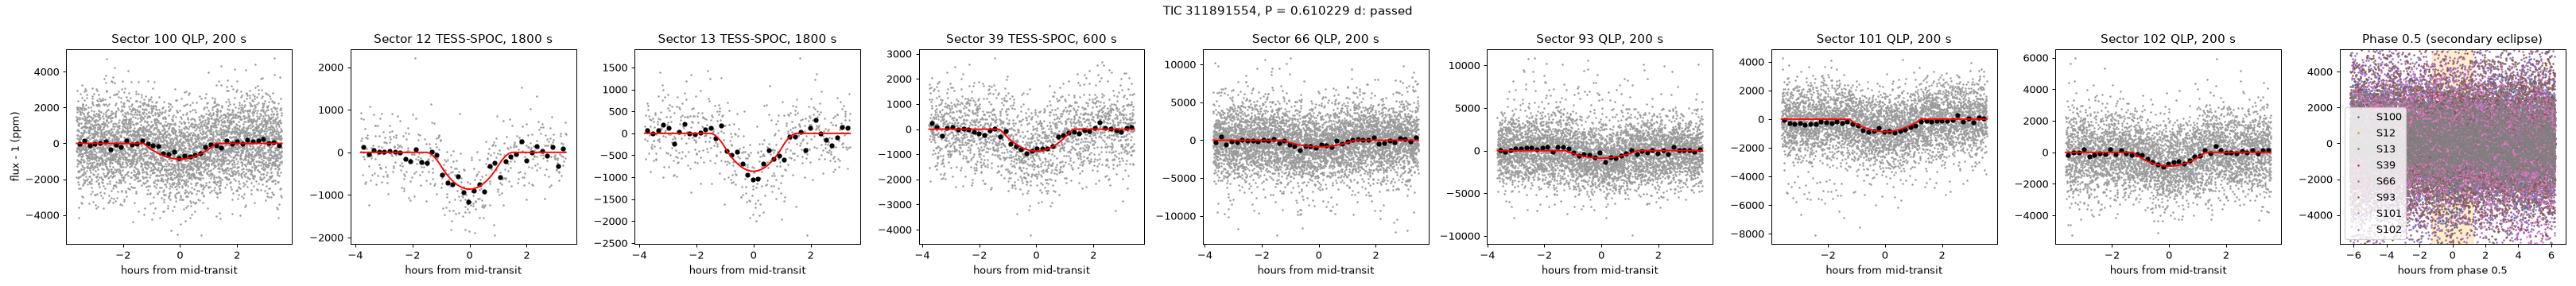 TIC 311891554, P = 0.610229 d: passed
Sector 100 QLP, 200 s
Sector 12 TESS-SPOC, 1800 s
Sector 13 TESS-SPOC, 1800 s
Sector 39 TESS-SPOC, 600 s
Sector 66 QLP, 200 s
Sector 93 QLP, 200 s
Sector 101 QLP, 200 s
Sector 102 QLP, 200 s
Phase 0.5 (secondary eclipse)
flux - 1 (ppm)
4000
2000
0
−2000
−4000
−2 0 2
hours from mid-transit
2000
1000
0
−1000
−2000
−4 −2 0 2
hours from mid-transit
1500
1000
500
0
−500
−1000
−1500
−2000
−2500
−4 −2 0 2
hours from mid-transit
3000
2000
1000
0
−1000
−2000
−3000
−4000
−4 −2 0 2
hours from mid-transit
10000
5000
0
−5000
−10000
−4 −2 0 2
hours from mid-transit
10000
5000
0
−5000
−10000
−4 −2 0 2
hours from mid-transit
4000
2000
0
−2000
−4000
−6000
−8000
−2 0 2
hours from mid-transit
6000
4000
2000
0
−2000
−4000
−2 0 2
hours from mid-transit
4000
2000
0
−2000
−4000
S100
S12
S13
S39
S66
S93
S101
S102
−6 −4 −2 0 2 4 6
hours from phase 0.5